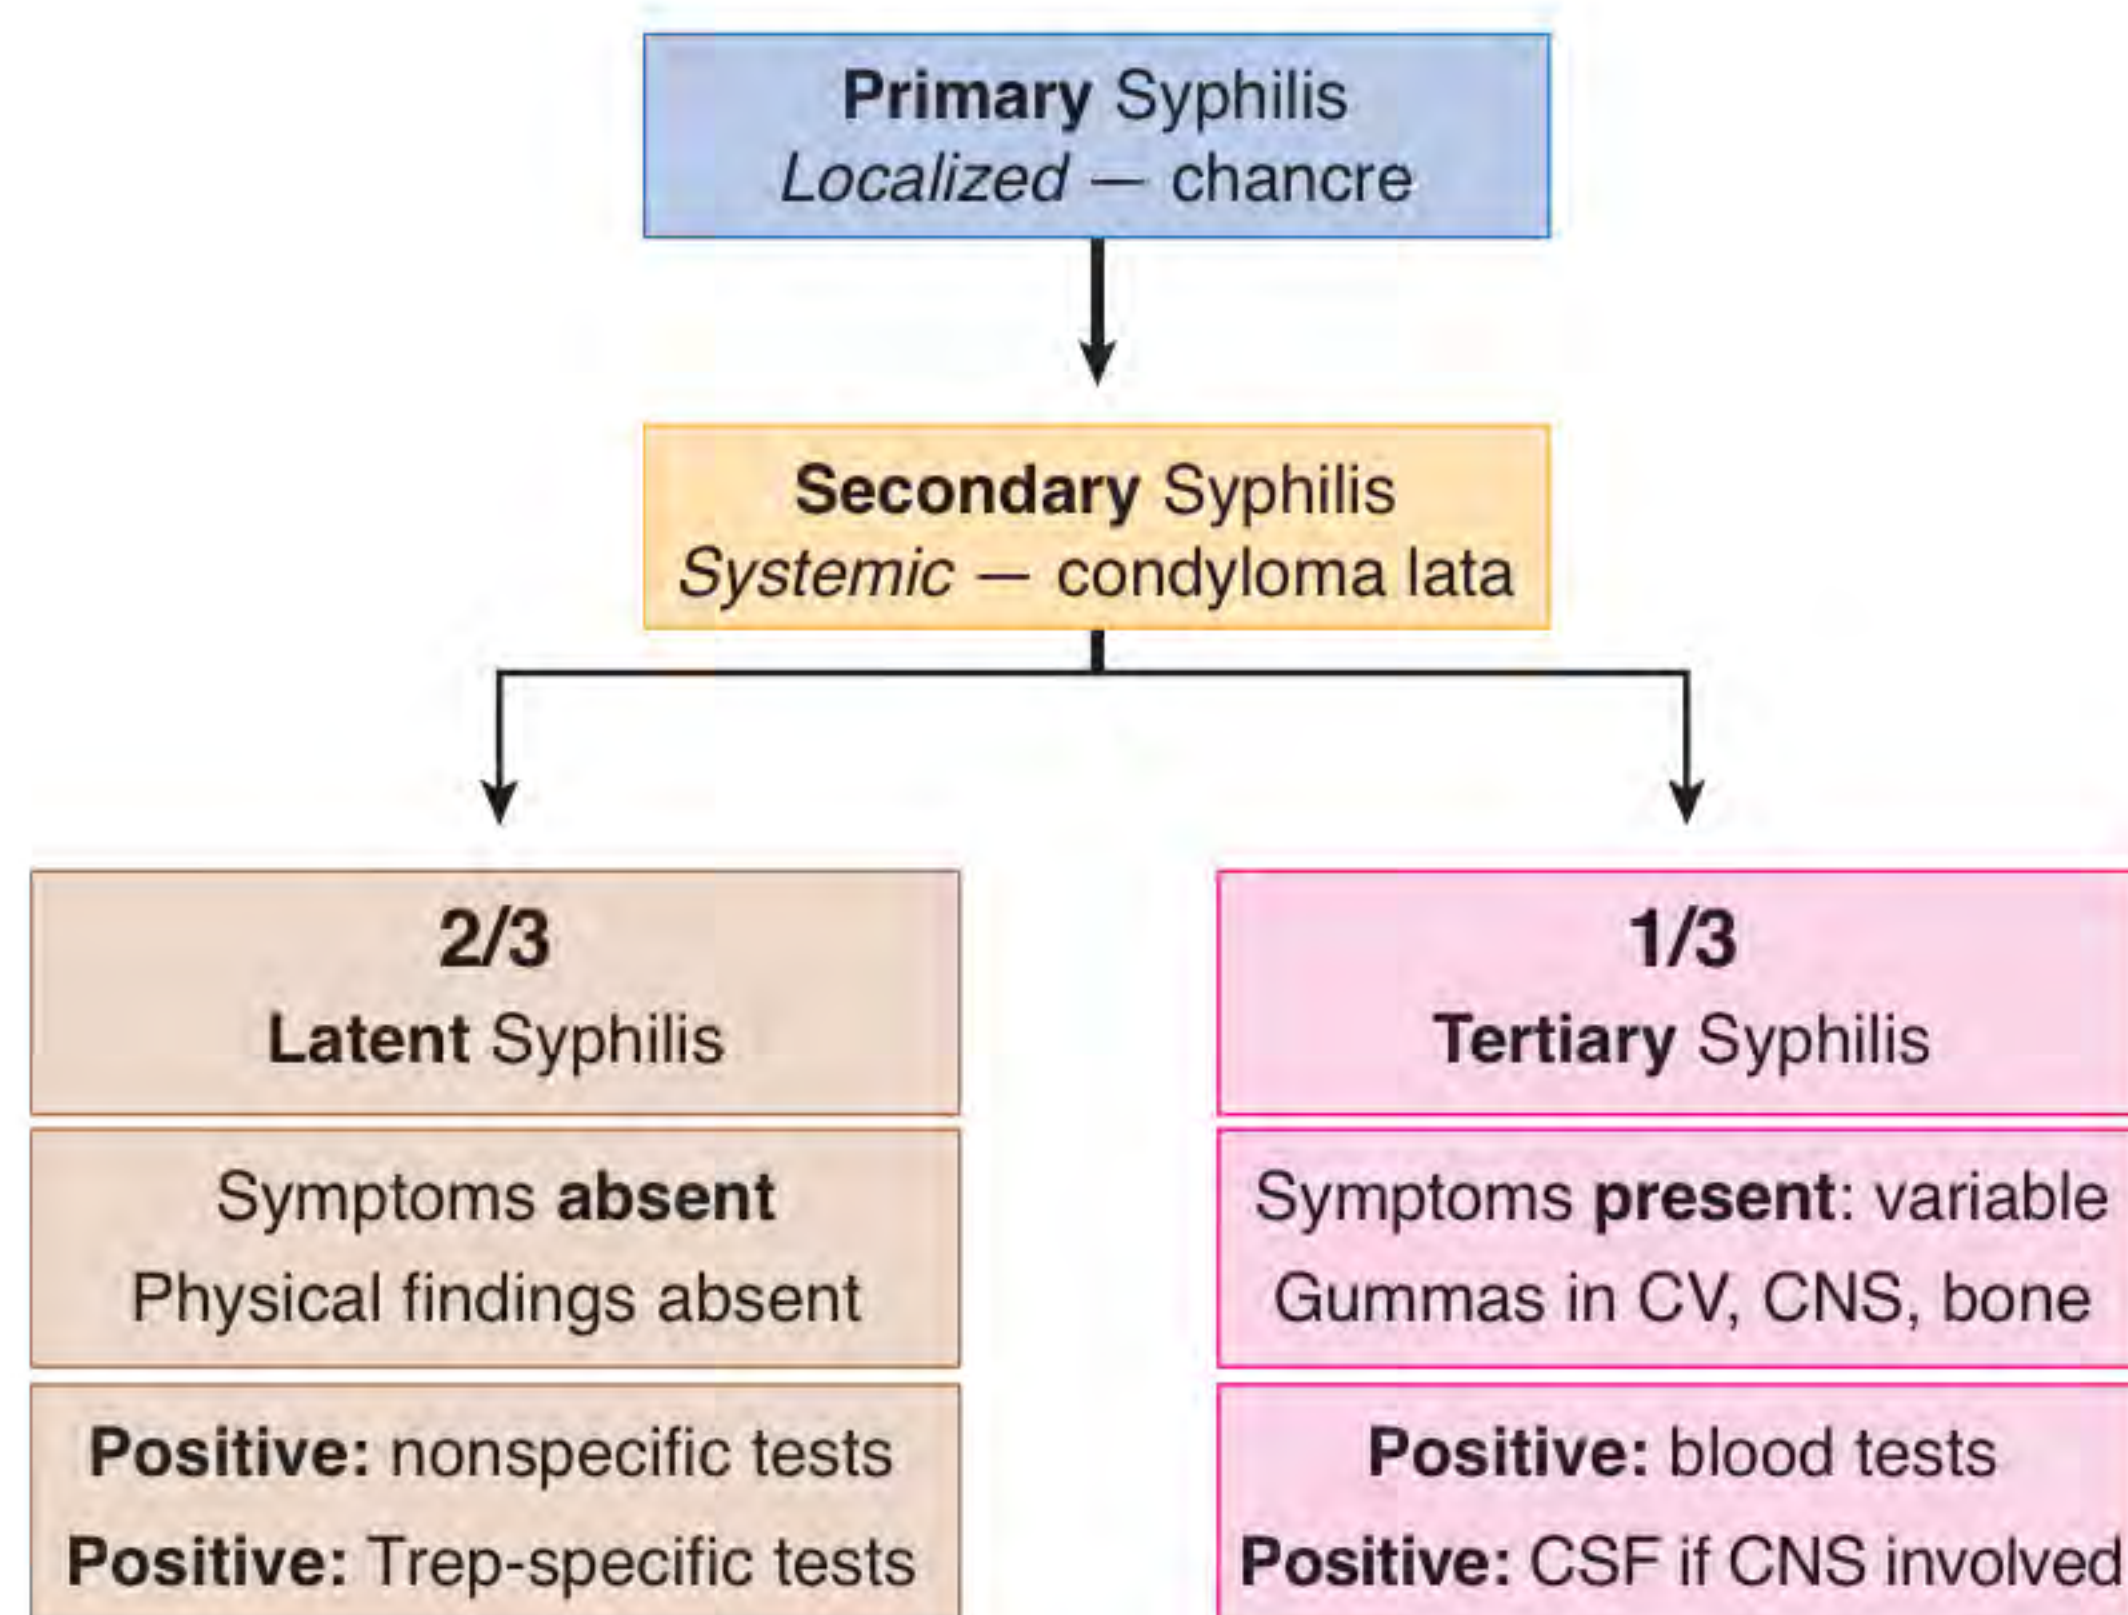 Primary Syphilis
Localized — chancre
Secondary Syphilis
Systemic — condyloma lata
2/3
Latent Syphilis
Symptoms absent
Physical findings absent
Positive: nonspecific tests
Positive: Trep-specific tests
1/3
Tertiary Syphilis
Symptoms present: variable
Gummas in CV, CNS, bone
Positive: blood tests
Positive: CSF if CNS involved